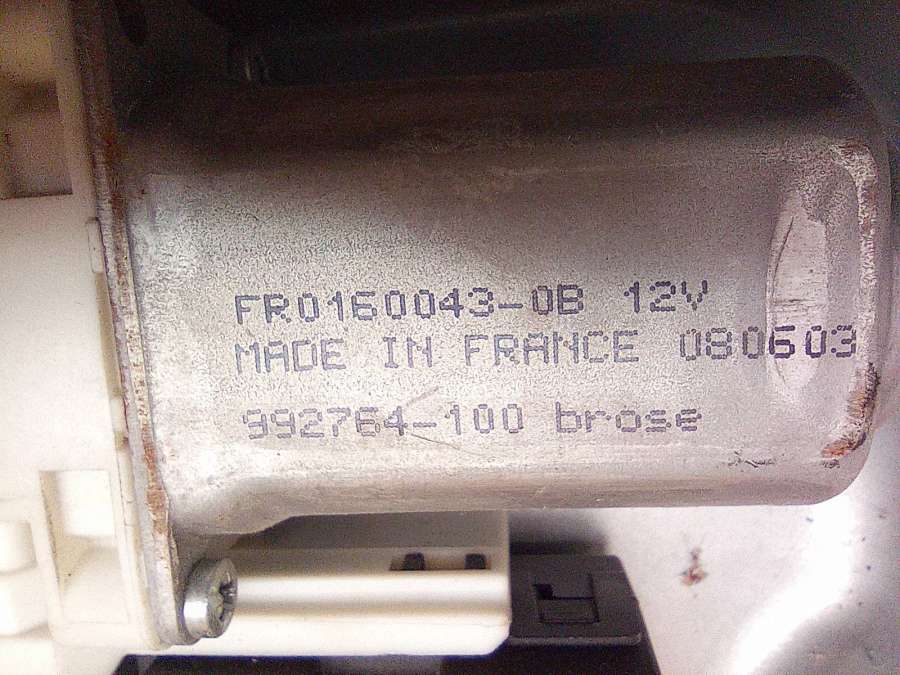 FR0160043-0B 12V
MADE IN FRANCE 080603
992764-100 brose